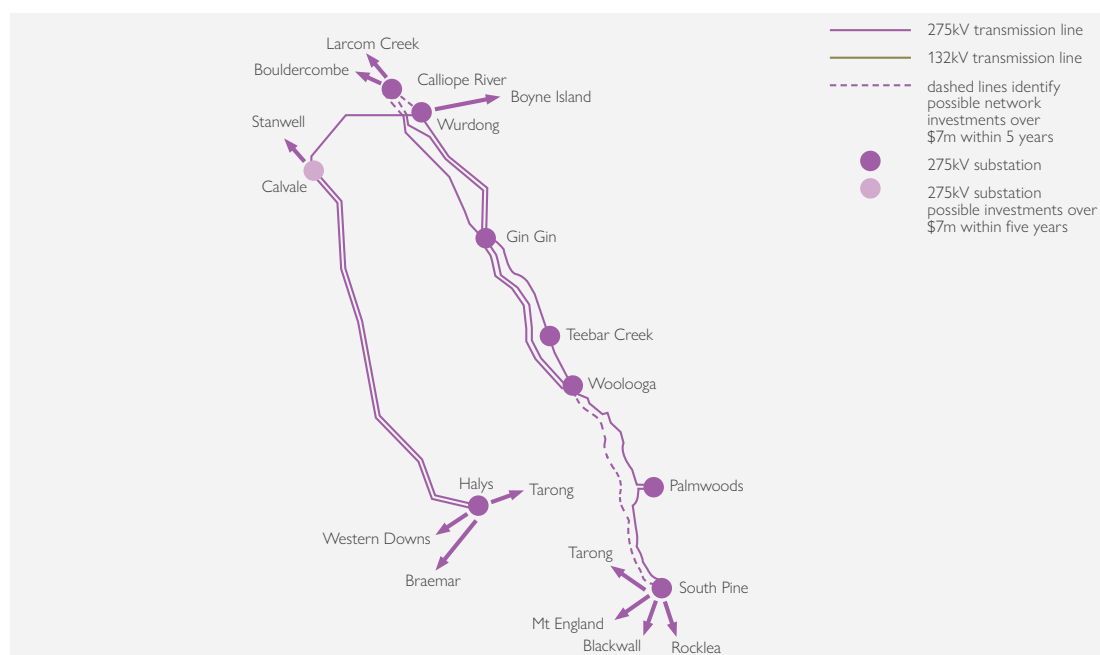 Larcom Creek
Bouldercombe
Calliope River
Boyne Island
Wurdong
Stanwell
Calvale
Gin Gin
Teebar Creek
Woolooga
Halys
Tarong
Palmwoods
Western Downs
Braemar
Tarong
South Pine
Mt England
Blackwall
Rocklea
275kV transmission line
132kV transmission line
dashed lines identify
possible network
investments over
$7m within 5 years
275kV substation
275kV substation
possible investments over
$7m within five years